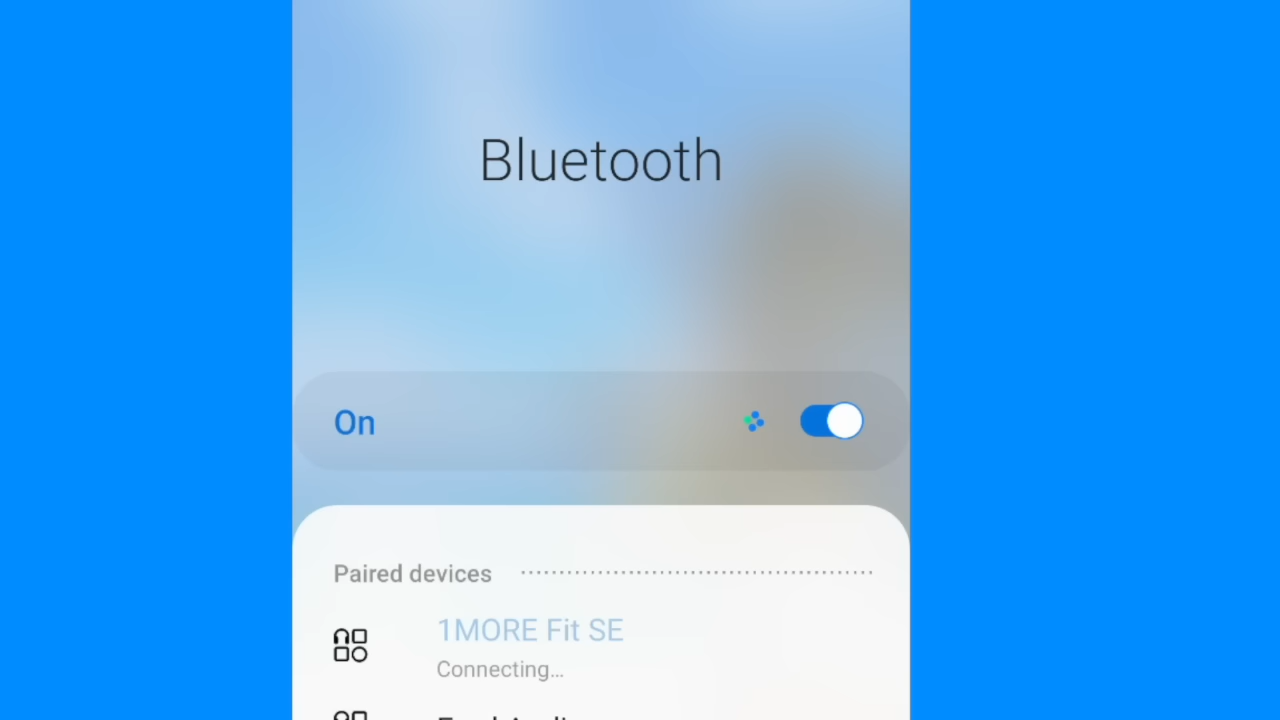 Bluetooth
On
Paired devices
1MORE Fit SE
Connecting...